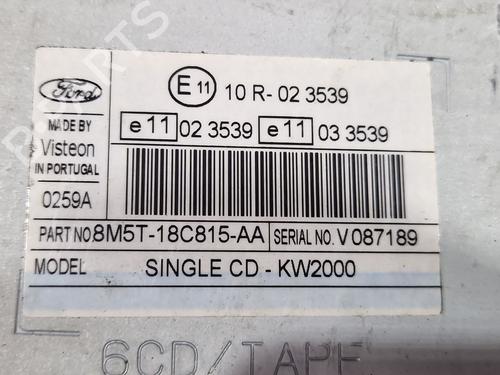 Ford
E 11 10 R- 02 3539
MADE BY
Visteon
IN PORTUGAL
e 11 02 3539 e 11 03 3539
0259A
PART NO. 8M5T-18C815-AA SERIAL NO. V 087189
MODEL SINGLE CD - KW2000
6CD/TAPE